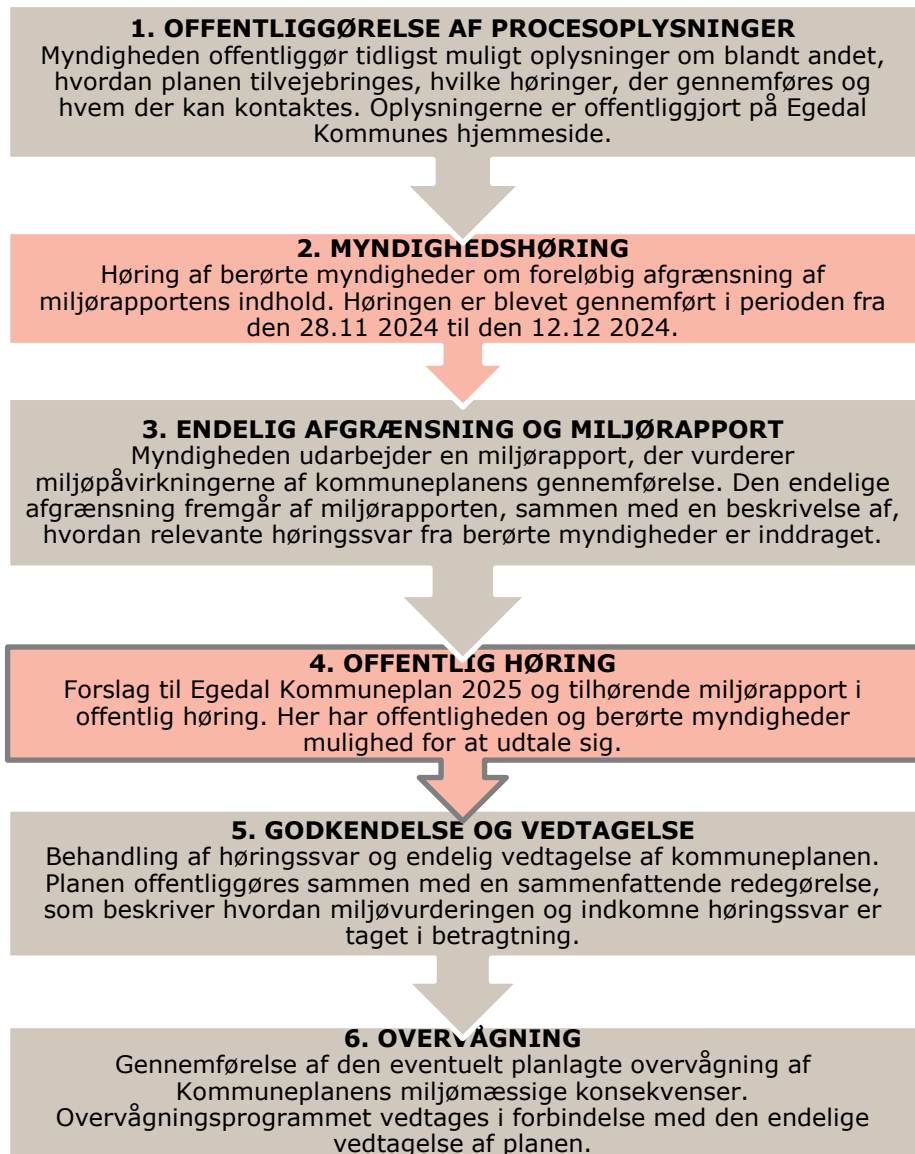 1. OFFENTLIGGØRELSE AF PROCESOPLYSNINGER
Myndigheden offentliggør tidligst muligt oplysninger om blandt andet,
hvordan planen tilvejebringes, hvilke høringer, der gennemføres og
hvem der kan kontaktes. Oplysningerne er offentliggjort på Egedal
Kommunes hjemmeside.
2. MYNDIGHEDSHØRING
Høring af berørte myndigheder om foreløbig afgrænsning af
miljørapportens indhold. Høringen er blevet gennemført i perioden fra
den 28.11 2024 til den 12.12 2024.
3. ENDELIG AFGRÆNSNING OG MILJØRAPPORT
Myndigheden udarbejder en miljørapport, der vurderer
miljøpåvirkningerne af kommuneplanens gennemførelse. Den endelige
afgrænsning fremgår af miljørapporten, sammen med en beskrivelse af,
hvordan relevante høringssvar fra berørte myndigheder er inddraget.
4. OFFENTLIG HØRING
Forslag til Egedal Kommuneplan 2025 og tilhørende miljørapport i
offentlig høring. Her har offentligheden og berørte myndigheder
mulighed for at udtale sig.
5. GODKENDELSE OG VEDTAGELSE
Behandling af høringssvar og endelig vedtagelse af kommuneplanen.
Planen offentliggøres sammen med en sammenfattende redegørelse,
som beskriver hvordan miljøvurderingen og indkomne høringssvar er
taget i betragtning.
6. OVERVÅGNING
Gennemførelse af den eventuelt planlagte overvågning af
Kommuneplanens miljømæssige konsekvenser.
Overvågningsprogrammet vedtages i forbindelse med den endelige
vedtagelse af planen.